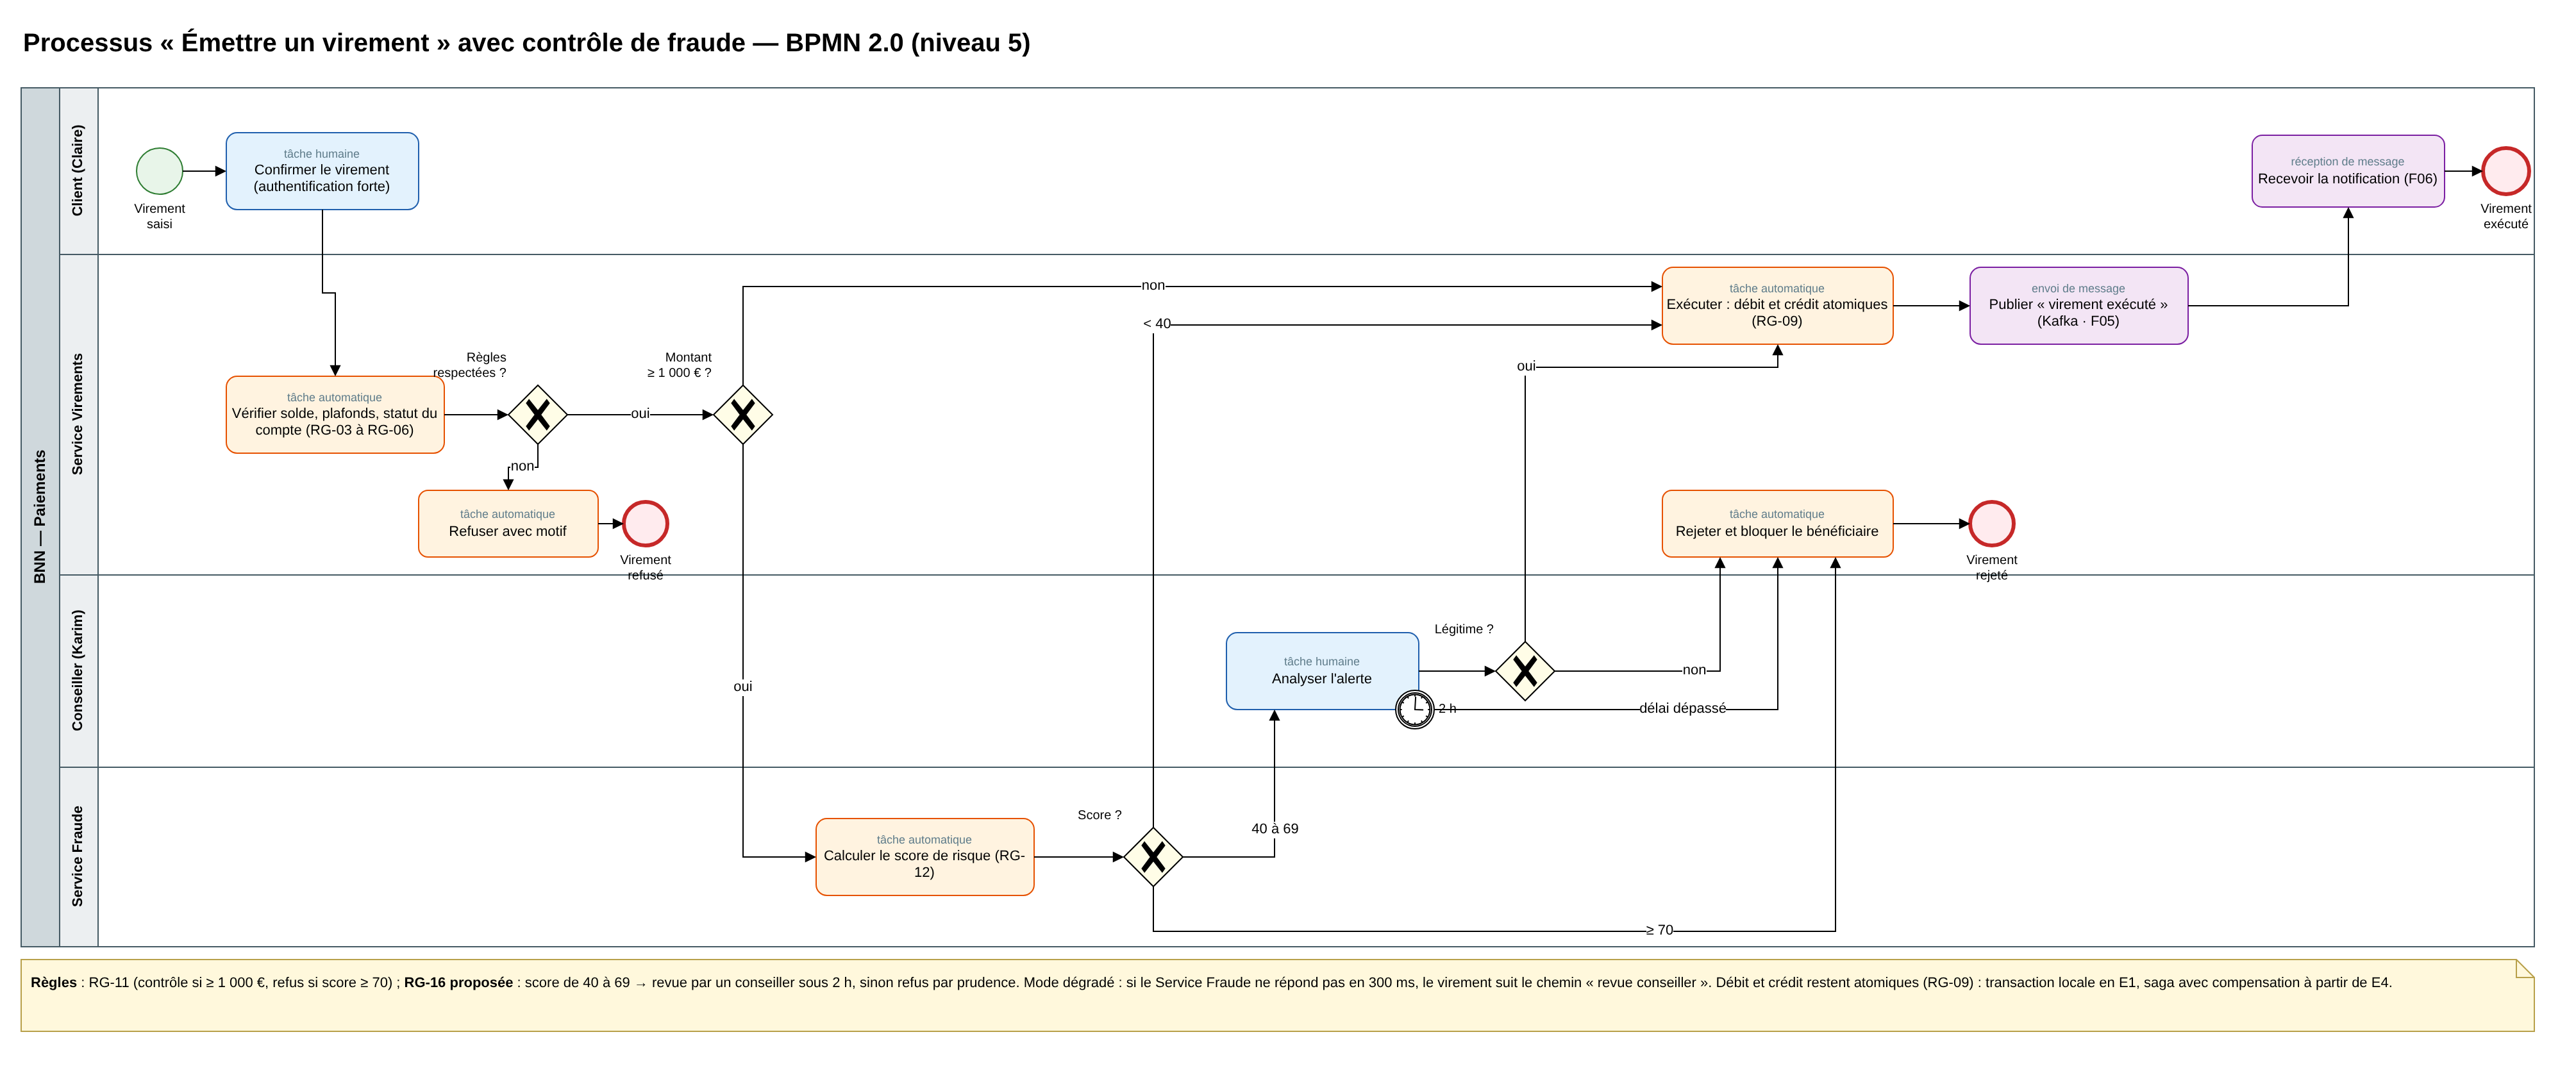 Processus « Émettre un virement » avec contrôle de fraude — BPMN 2.0 (niveau 5)
BNN — Paiements
Client (Claire)
Virement
saisi
tâche humaine
Confirmer le virement
(authentification forte)
réception de message
Recevoir la notification (F06)
Virement
exécuté
Service Virements
tâche automatique
Vérifier solde, plafonds, statut du
compte (RG-03 à RG-06)
Règles
respectées ?
oui
non
tâche automatique
Refuser avec motif
Virement
refusé
Montant
≥ 1 000 € ?
non
oui
< 40
oui
tâche automatique
Exécuter : débit et crédit atomiques
(RG-09)
envoi de message
Publier « virement exécuté »
(Kafka · F05)
tâche automatique
Rejeter et bloquer le bénéficiaire
Virement
rejeté
Conseiller (Karim)
tâche humaine
Analyser l'alerte
2 h
Légitime ?
non
délai dépassé
Service Fraude
tâche automatique
Calculer le score de risque (RG-
12)
Score ?
40 à 69
≥ 70
Règles : RG-11 (contrôle si ≥ 1 000 €, refus si score ≥ 70) ; RG-16 proposée : score de 40 à 69 → revue par un conseiller sous 2 h, sinon refus par prudence. Mode dégradé : si le Service Fraude ne répond pas en 300 ms, le virement suit le chemin « revue conseiller ». Débit et crédit restent atomiques (RG-09) : transaction locale en E1, saga avec compensation à partir de E4.